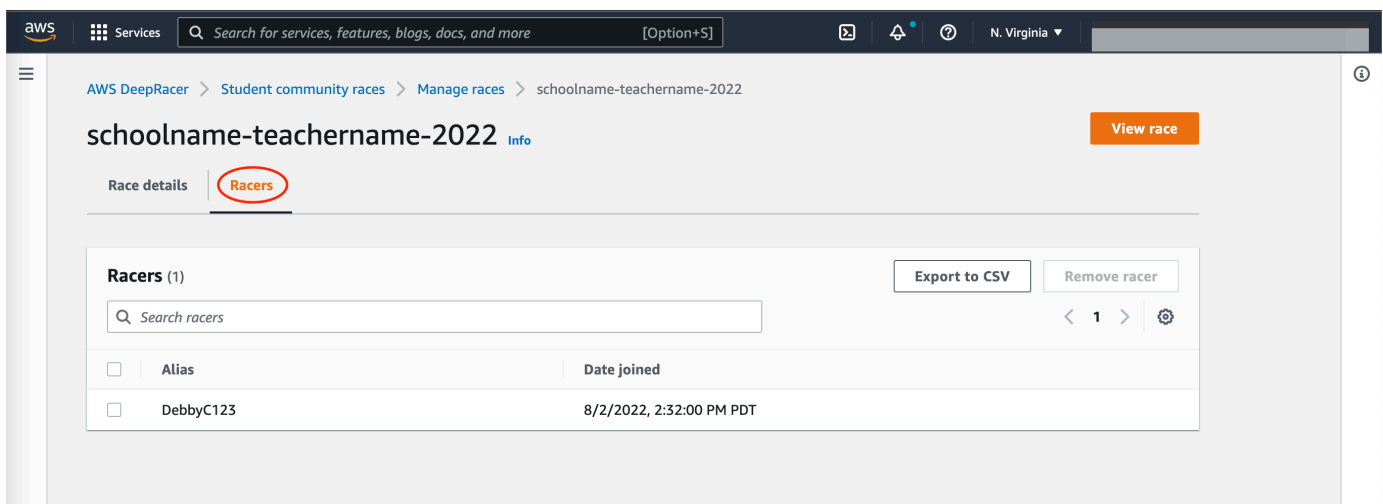 aws Services Search for services, features, blogs, docs, and more [Option+S] N. Virginia ▼
AWS DeepRacer > Student community races > Manage races > schoolname-teachername-2022
schoolname-teachername-2022 Info View race
Race details Racers
Racers (1) Export to CSV Remove racer
Search racers < 1 >
Alias Date joined
DebbyC123 8/2/2022, 2:32:00 PM PDT